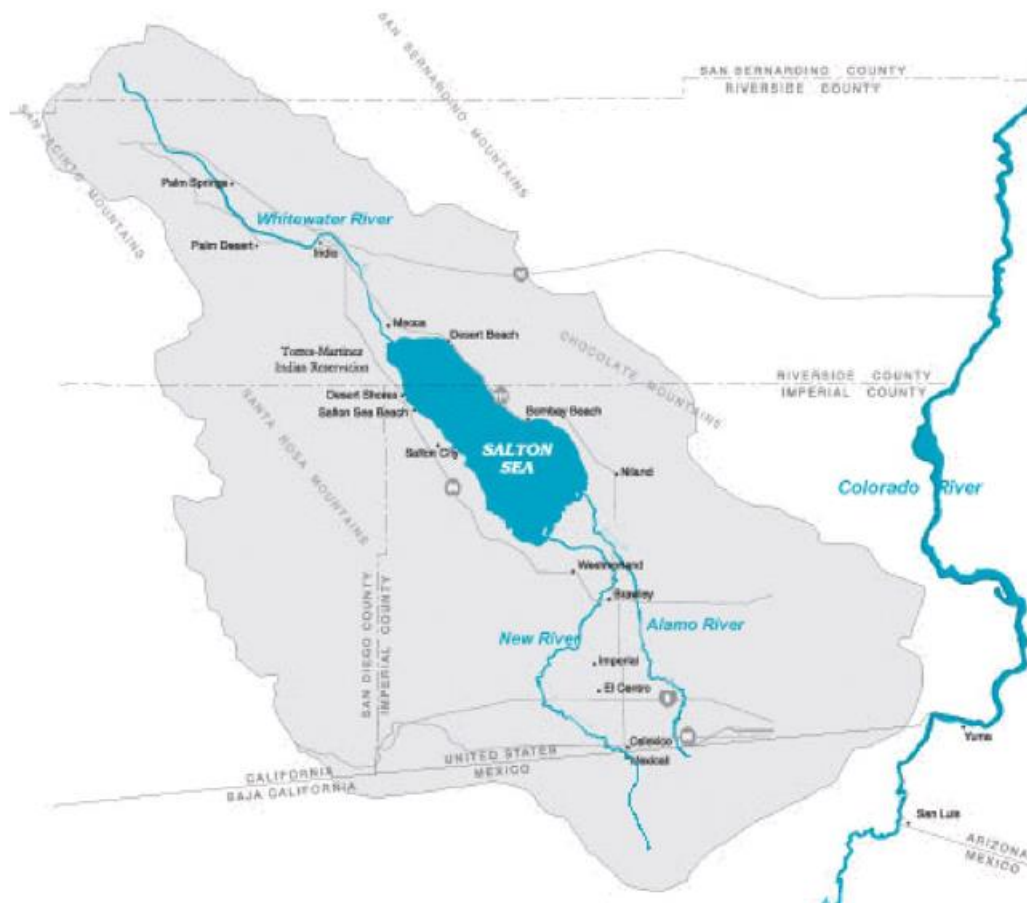 SAN BERNARDINO MOUNTAINS
SAN BERNARDINO COUNTY
RIVERSIDE COUNTY
SAN JACINTO MOUNTAINS
Palm Springs
Whitewater River
Palm Desert
Indio
Mecca
Desert Beach
CHOCOLATE MOUNTAINS
Torres-Martinez
Indian Reservation
RIVERSIDE COUNTY
IMPERIAL COUNTY
Desert Shores
Salton Sea Beach
Bombay Beach
SANTA ROSA MOUNTAINS
Salton City
SALTON
SEA
Niland
Colorado River
Westmorland
Brawley
SAN DIEGO COUNTY
IMPERIAL COUNTY
New River
Alamo River
Imperial
El Centro
Calexico
Mexicali
UNITED STATES
MEXICO
CALIFORNIA
BAJA CALIFORNIA
Yuma
San Luis
ARIZONA
MEXICO